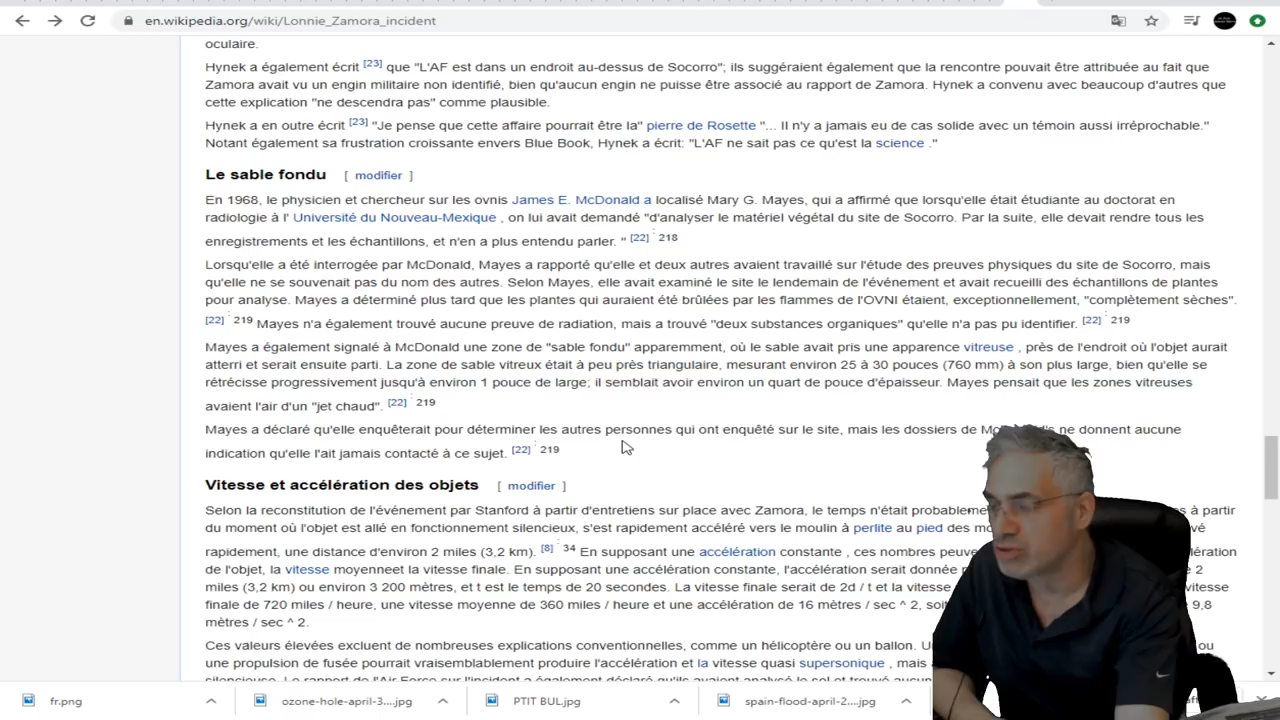 en.wikipedia.org/wiki/Lonnie_Zamora_incident
oculaire.
Hynek a également écrit [23] que "L'AF est dans un endroit au-dessus de Socorro"; ils suggéraient également que la rencontre pouvait être attribuée au fait que
Zamora avait vu un engin militaire non identifié, bien qu'aucun engin ne puisse être associé au rapport de Zamora. Hynek a convenu avec beaucoup d'autres que
cette explication "ne descendra pas" comme plausible.
Hynek a en outre écrit [23] "Je pense que cette affaire pourrait être la" pierre de Rosette "... Il n'y a jamais eu de cas solide avec un témoin aussi irréprochable."
Notant également sa frustration croissante envers Blue Book, Hynek a écrit: "L'AF ne sait pas ce qu'est la science ."
Le sable fondu [ modifier ]
En 1968, le physicien et chercheur sur les ovnis James E. McDonald a localisé Mary G. Mayes, qui a affirmé que lorsqu'elle était étudiante au doctorat en
radiologie à l' Université du Nouveau-Mexique , on lui avait demandé "d'analyser le matériel végétal du site de Socorro. Par la suite, elle devait rendre tous les
enregistrements et les échantillons, et n'en a plus entendu parler. " [22] : 218
Lorsqu'elle a été interrogée par McDonald, Mayes a rapporté qu'elle et deux autres avaient travaillé sur l'étude des preuves physiques du site de Socorro, mais
qu'elle ne se souvenait pas du nom des autres. Selon Mayes, elle avait examiné le site le lendemain de l'événement et avait recueilli des échantillons de plantes
pour analyse. Mayes a déterminé plus tard que les plantes qui auraient été brûlées par les flammes de l'OVNI étaient, exceptionnellement, "complètement sèches".
[22] : 219 Mayes n'a également trouvé aucune preuve de radiation, mais a trouvé "deux substances organiques" qu'elle n'a pas pu identifier. [22] : 219
Mayes a également signalé à McDonald une zone de "sable fondu" apparemment, où le sable avait pris une apparence vitreuse , près de l'endroit où l'objet aurait
atterri et serait ensuite parti. La zone de sable vitreux était à peu près triangulaire, mesurant environ 25 à 30 pouces (760 mm) à son plus large, bien qu'elle se
rétrécisse progressivement jusqu'à environ 1 pouce de large; il semblait avoir environ un quart de pouce d'épaisseur. Mayes pensait que les zones vitreuses
avaient l'air d'un "jet chaud". [22] : 219
Mayes a déclaré qu'elle enquêterait pour déterminer les autres personnes qui ont enquêté sur le site, mais les dossiers de ne donnent aucune
indication qu'elle l'ait jamais contacté à ce sujet. [22] : 219
Vitesse et accélération des objets [ modifier ]
Selon la reconstitution de l'événement par Stanford à partir d'entretiens sur place avec Zamora, le temps n'était à partir
du moment où l'objet est allé en fonctionnement silencieux, s'est rapidement accéléré vers le moulin à perlite au pied des
rapidement, une distance d'environ 2 miles (3,2 km). [8] : 34 En supposant une accélération constante , ces nombres
de l'objet, la vitesse moyenneet la vitesse finale. En supposant une accélération constante, l'accélération serait 2
miles (3,2 km) ou environ 3 200 mètres, et t est le temps de 20 secondes. La vitesse finale serait de 2d / t et la vitesse
finale de 720 miles / heure, une vitesse moyenne de 360 miles / heure et une accélération de 16 mètres / sec ^ 2, 9,8
mètres / sec ^ 2.
Ces valeurs élevées excluent de nombreuses explications conventionnelles, comme un hélicoptère ou un ballon. ou
une propulsion de fusée pourrait vraisemblablement produire l'accélération et la vitesse quasi supersonique , mais
silencieuse. Le rapport de l'Air Force sur l'incident a également déclaré qu'ils avaient analysé le sol et trouvé
fr.png ozone-hole-april-3....jpg PTIT BUL.jpg spain-flood-april-2....jpg